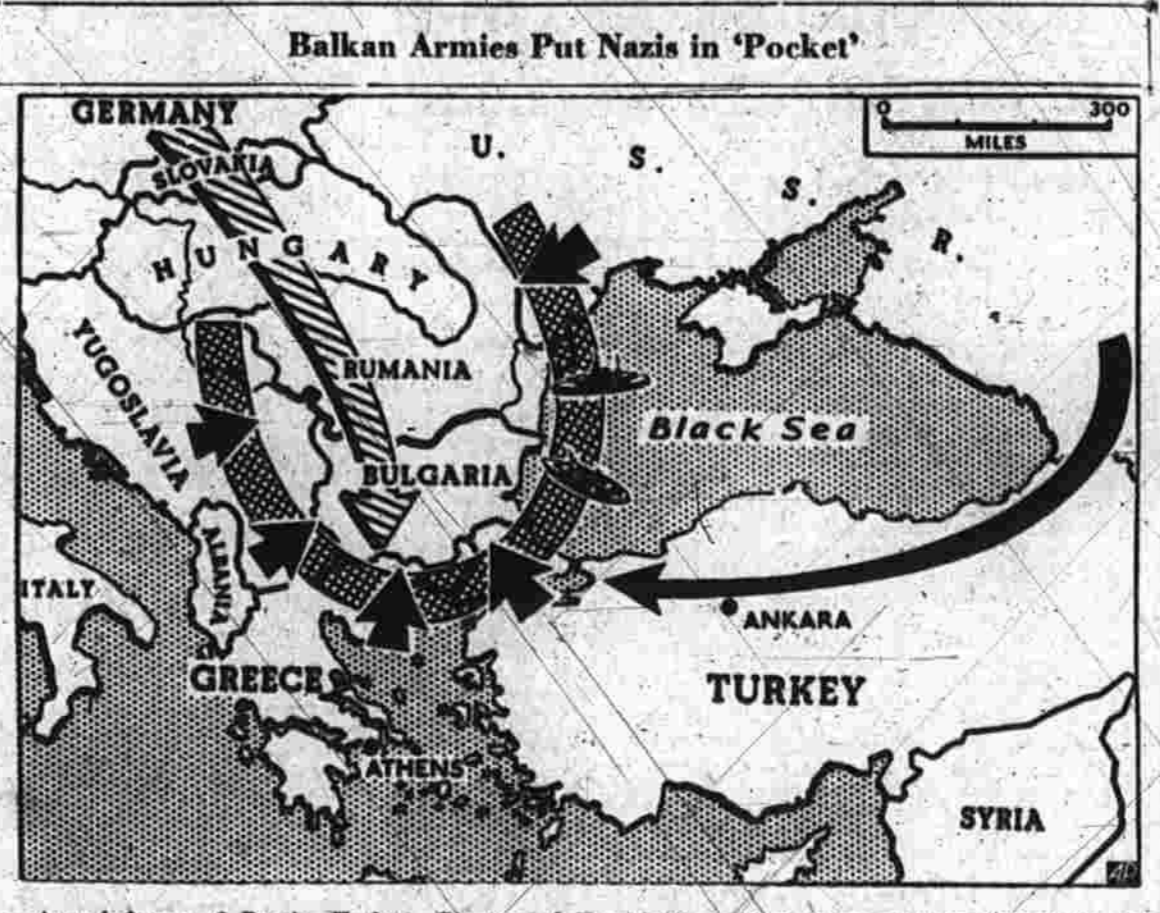 Balkan Armies Put Nazis in ‘Pocket’
GERMANY
U. S. S. R.
0 300
MILES
SLOVAKIA
HUNGARY
YUGOSLAVIA
RUMANIA
Black Sea
BULGARIA
ALBANIA
ITALY
ANKARA
GREECE
TURKEY
ATHENS
SYRIA
AP